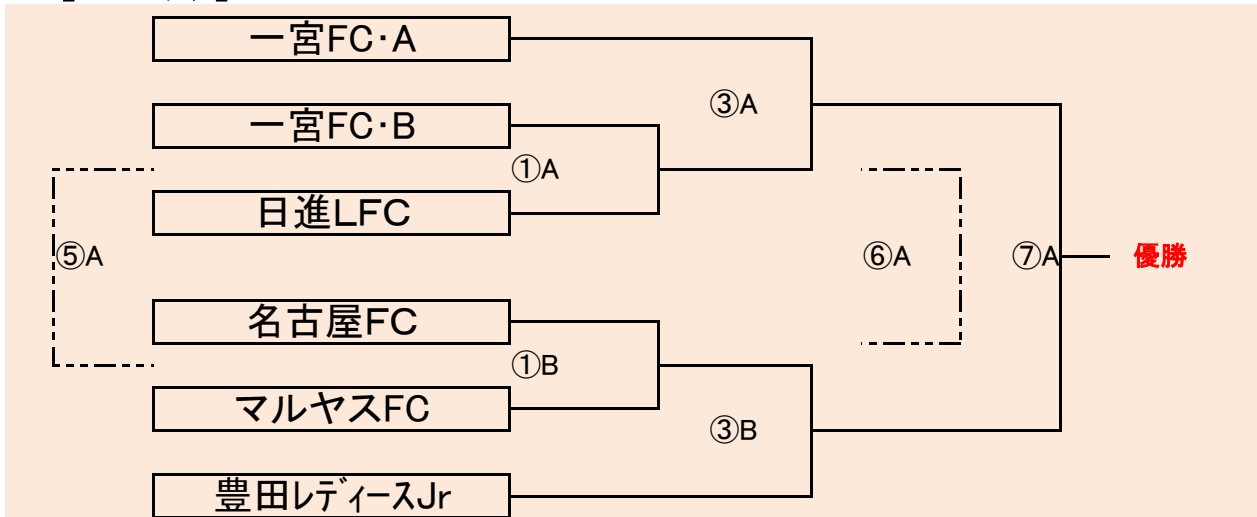 一宮FC・A
③A
一宮FC・B
①A
日進LFC
⑤A
⑥A
⑦A
優勝
名古屋FC
①B
マルヤスFC
③B
豊田ﾚﾃﾞｨｰｽJr